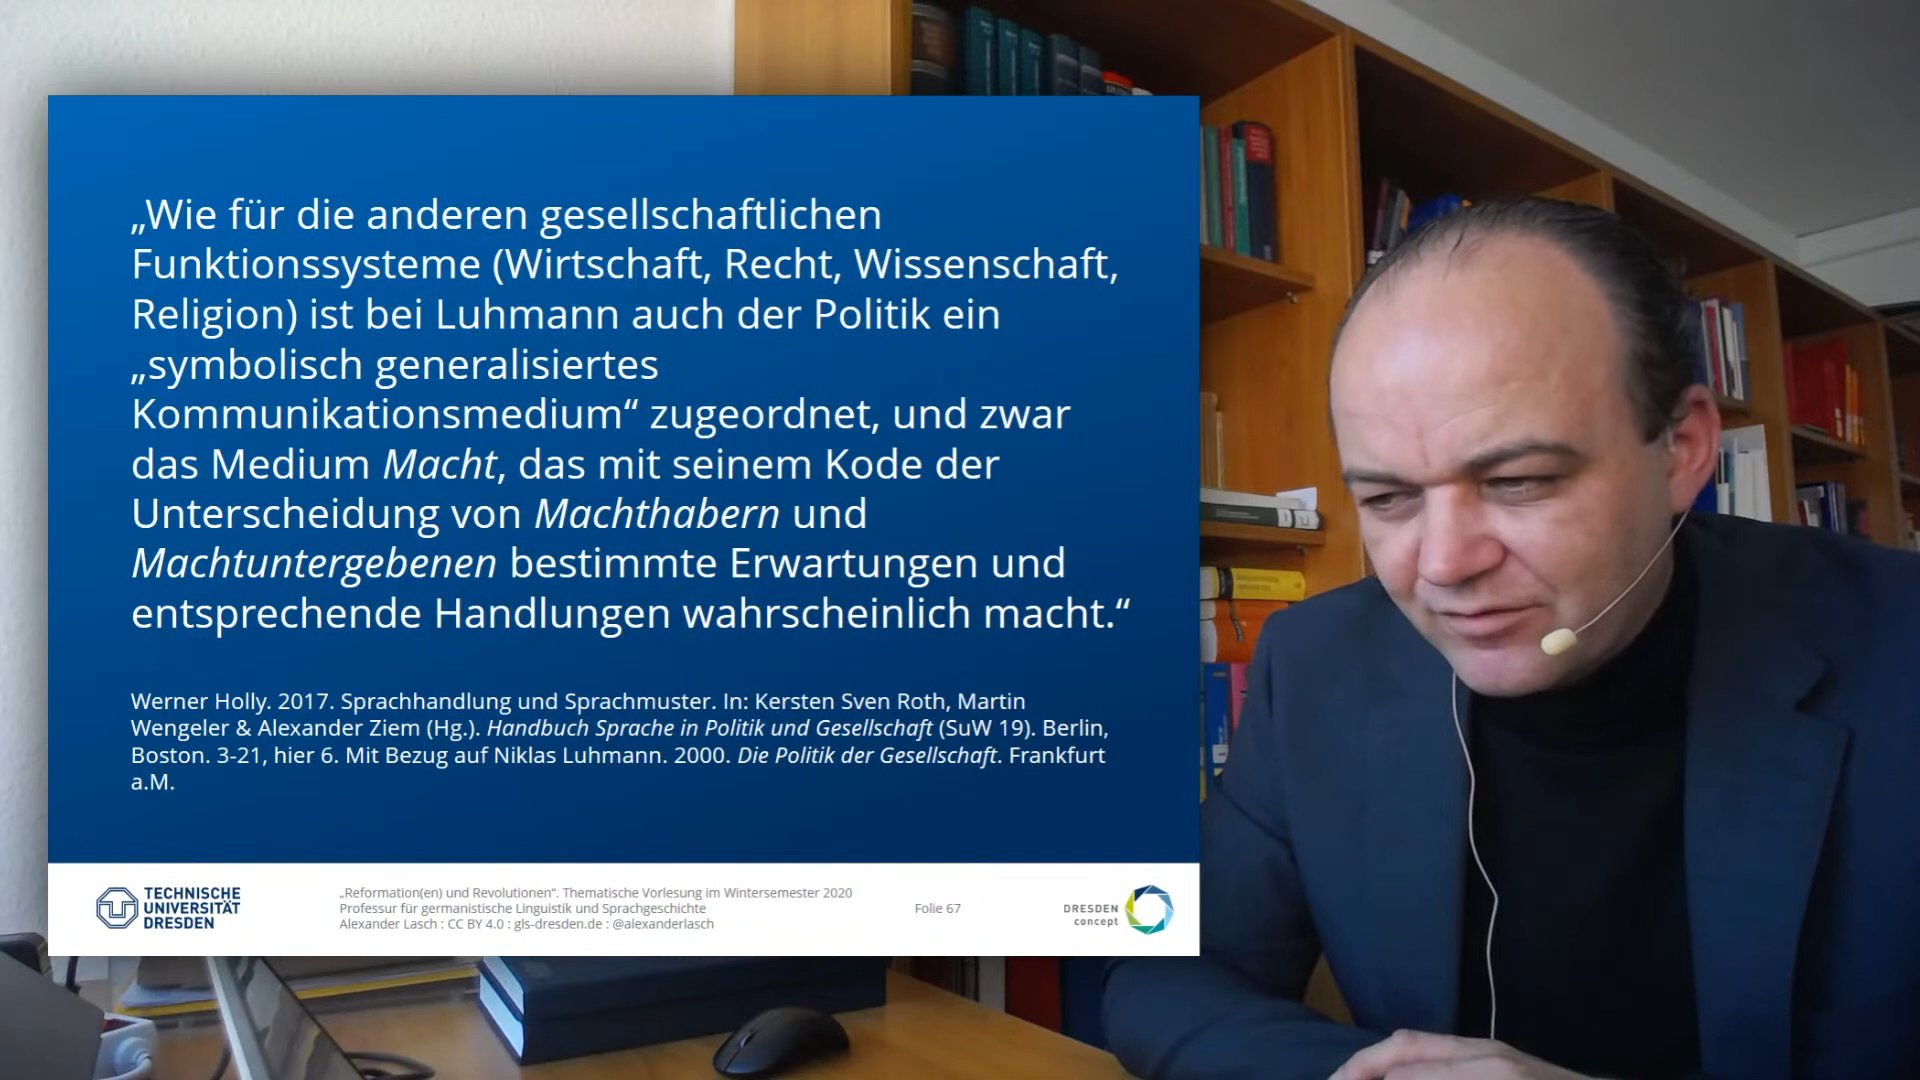 „Wie für die anderen gesellschaftlichen
Funktionssysteme (Wirtschaft, Recht, Wissenschaft,
Religion) ist bei Luhmann auch der Politik ein
„symbolisch generalisiertes
Kommunikationsmedium“ zugeordnet, und zwar
das Medium Macht, das mit seinem Kode der
Unterscheidung von Machthabern und
Machtuntergebenen bestimmte Erwartungen und
entsprechende Handlungen wahrscheinlich macht.“
Werner Holly. 2017. Sprachhandlung und Sprachmuster. In: Kersten Sven Roth, Martin
Wengeler & Alexander Ziem (Hg.). Handbuch Sprache in Politik und Gesellschaft (SuW 19). Berlin,
Boston. 3-21, hier 6. Mit Bezug auf Niklas Luhmann. 2000. Die Politik der Gesellschaft. Frankfurt
a.M.
TECHNISCHE
UNIVERSITÄT
DRESDEN
„Reformation(en) und Revolutionen“. Thematische Vorlesung im Wintersemester 2020
Professur für germanistische Linguistik und Sprachgeschichte
Alexander Lasch : CC BY 4.0 : gls-dresden.de : @alexanderlasch
Folie 67
DRESDEN
concept